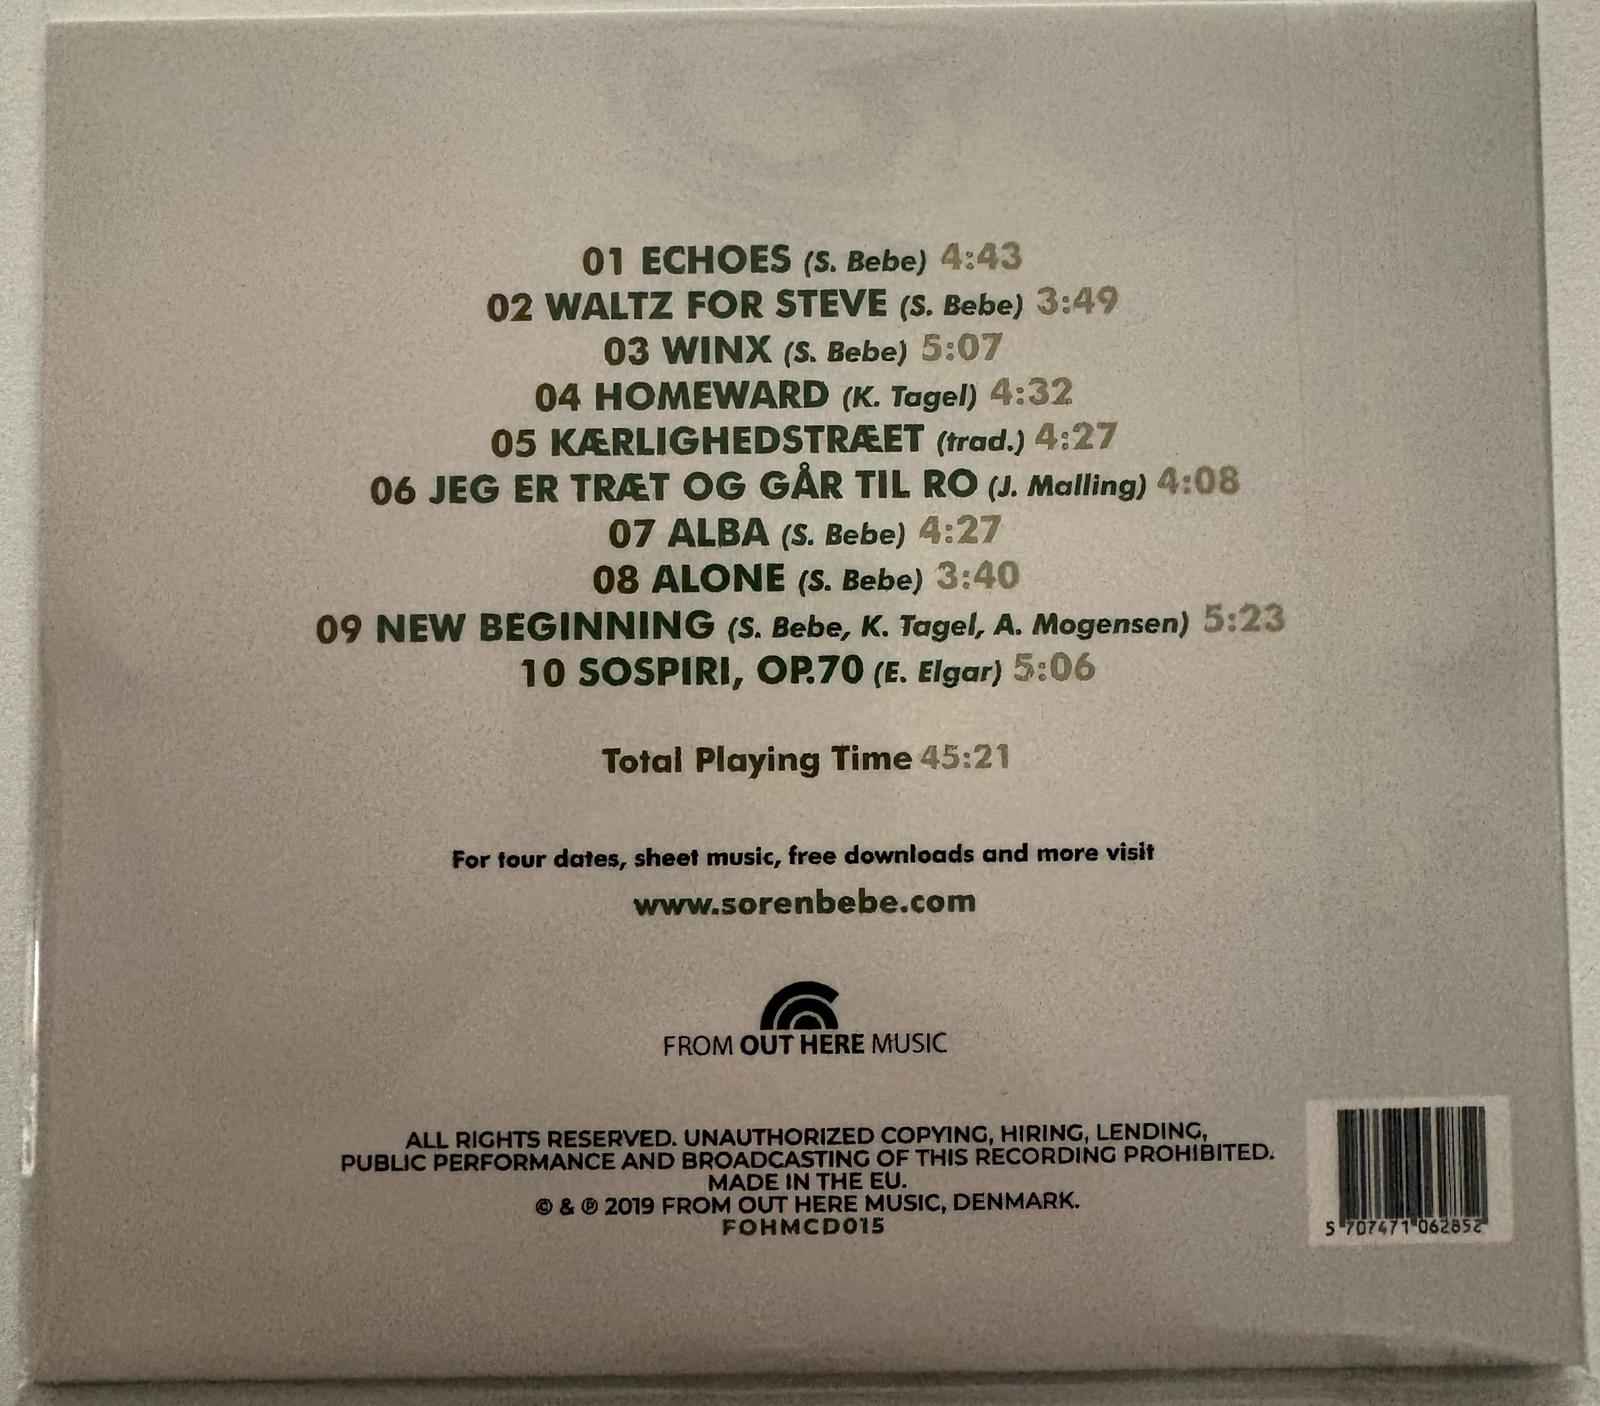 01 ECHOES (S. Bebe) 4:43
02 WALTZ FOR STEVE (S. Bebe) 3:49
03 WINX (S. Bebe) 5:07
04 HOMEWARD (K. Tagel) 4:32
05 KÆRLIGHEDSTRÆET (trad.) 4:27
06 JEG ER TRÆT OG GÅR TIL RO (J. Malling) 4:08
07 ALBA (S. Bebe) 4:27
08 ALONE (S. Bebe) 3:40
09 NEW BEGINNING (S. Bebe, K. Tagel, A. Mogensen) 5:23
10 SOSPIRI, OP.70 (E. Elgar) 5:06
Total Playing Time 45:21
For tour dates, sheet music, free downloads and more visit
www.sorenbebe.com
FROM OUT HERE MUSIC
ALL RIGHTS RESERVED. UNAUTHORIZED COPYING, HIRING, LENDING,
PUBLIC PERFORMANCE AND BROADCASTING OF THIS RECORDING PROHIBITED.
MADE IN THE EU.
© & ℗ 2019 FROM OUT HERE MUSIC, DENMARK.
FOHMCD015
5 707471 062852